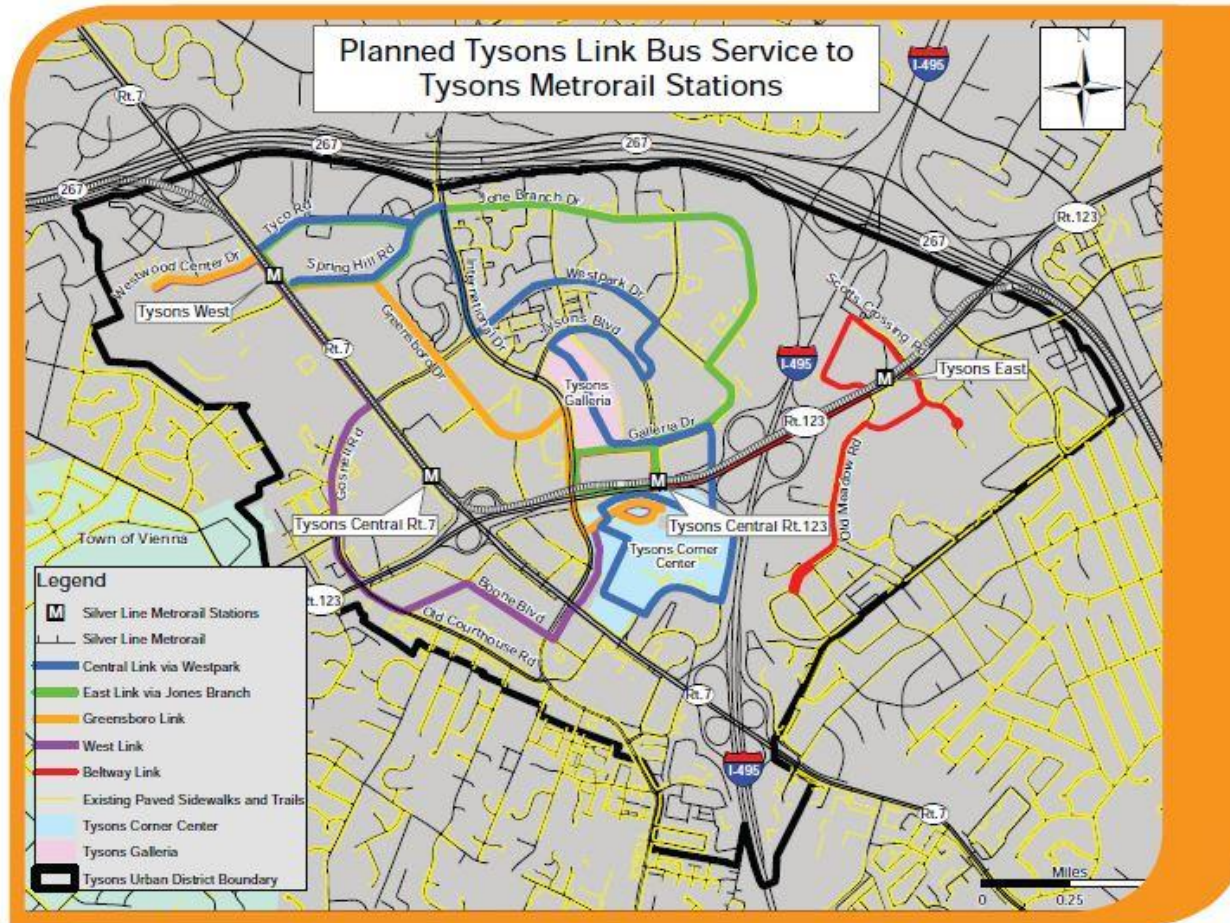 Planned Tysons Link Bus Service to
Tysons Metrorail Stations
N
I-495
Rt.7
267
267
Rt.123
267
Jone Branch Dr
Tyco Rd
Westwood Center Dr
Spring Hill Rd
International Dr
Westpark Dr
Tysons Blvd
Scotts Crossing Rd
Tysons West
M
Greensboro Dr
Rt.7
I-495
M
Tysons East
Tysons
Galleria
Rt.123
Galleria Dr
Gosnell Rd
M
M
Old Meadow Rd
Tysons Central Rt.7
Tysons Central Rt.123
Town of Vienna
Tysons Corner
Center
Boone Blvd
Old Courthouse Rd
Rt.123
Rt.7
I-495
Rt.7
Legend
M Silver Line Metrorail Stations
Silver Line Metrorail
Central Link via Westpark
East Link via Jones Branch
Greensboro Link
West Link
Beltway Link
Existing Paved Sidewalks and Trails
Tysons Corner Center
Tysons Galleria
Tysons Urban District Boundary
Miles
0 0.25